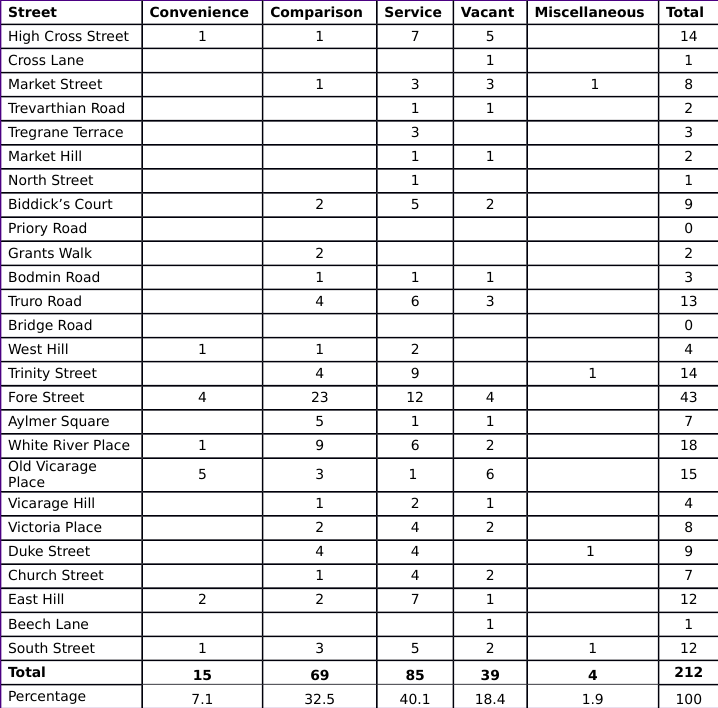 Street Convenience Comparison Service Vacant Miscellaneous Total
High Cross Street 1 1 7 5 14
Cross Lane 1 1
Market Street 1 3 3 1 8
Trevarthian Road 1 1 2
Tregrane Terrace 3 3
Market Hill 1 1 2
North Street 1 1
Biddick’s Court 2 5 2 9
Priory Road 0
Grants Walk 2 2
Bodmin Road 1 1 1 3
Truro Road 4 6 3 13
Bridge Road 0
West Hill 1 1 2 4
Trinity Street 4 9 1 14
Fore Street 4 23 12 4 43
Aylmer Square 5 1 1 7
White River Place 1 9 6 2 18
Old Vicarage
Place 5 3 1 6 15
Vicarage Hill 1 2 1 4
Victoria Place 2 4 2 8
Duke Street 4 4 1 9
Church Street 1 4 2 7
East Hill 2 2 7 1 12
Beech Lane 1 1
South Street 1 3 5 2 1 12
Total 15 69 85 39 4 212
Percentage 7.1 32.5 40.1 18.4 1.9 100